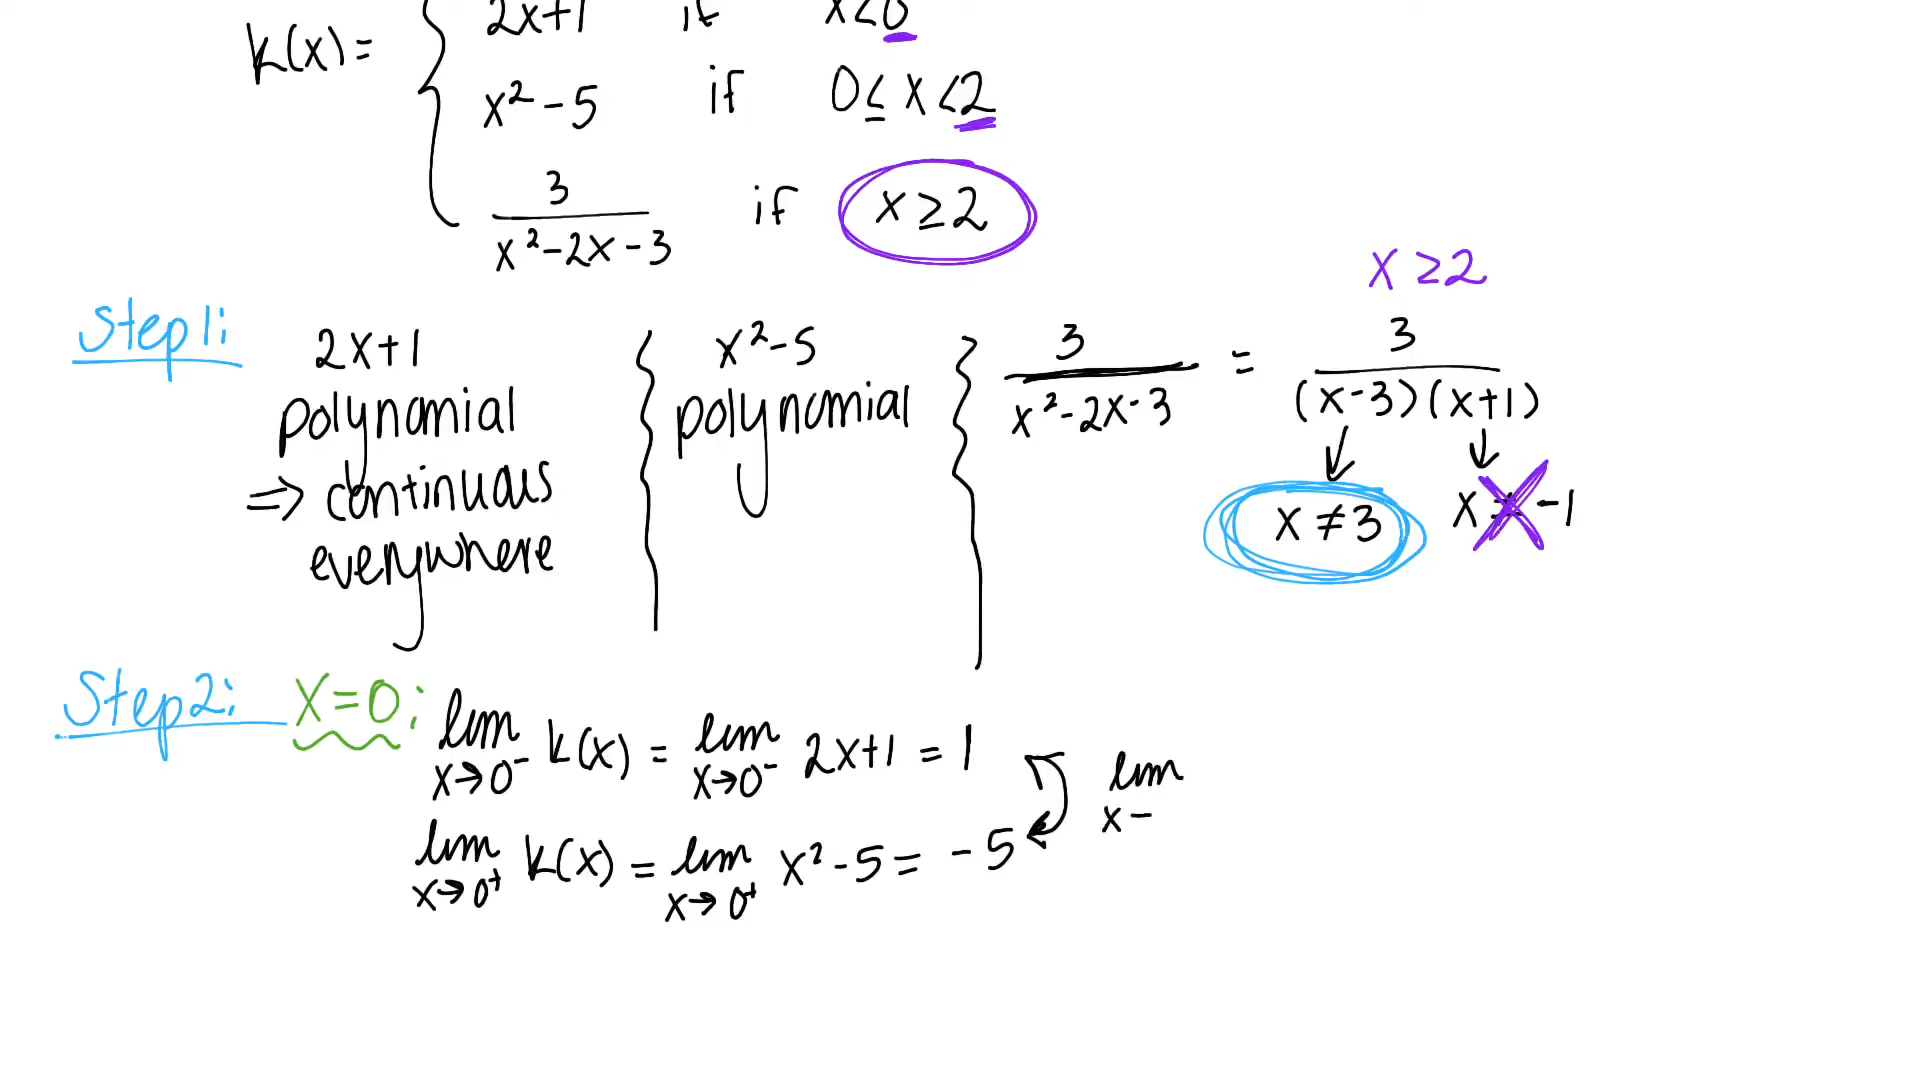 k(x) = { 2x+1 if x<0
x² - 5 if 0 ≤ x < 2
3 / (x² - 2x - 3) if x ≥ 2
x ≥ 2
Step 1: 2x+1 } x² - 5 } 3 / (x² - 2x - 3) = 3 / ((x-3)(x+1))
polynomial polynomial
↓ ↓
⇒ continuous x ≠ 3 x ≠ -1
everywhere
Step 2: x=0: lim x→0⁻ k(x) = lim x→0⁻ 2x+1 = 1
lim x→0⁺ k(x) = lim x→0⁺ x² - 5 = -5
lim x -